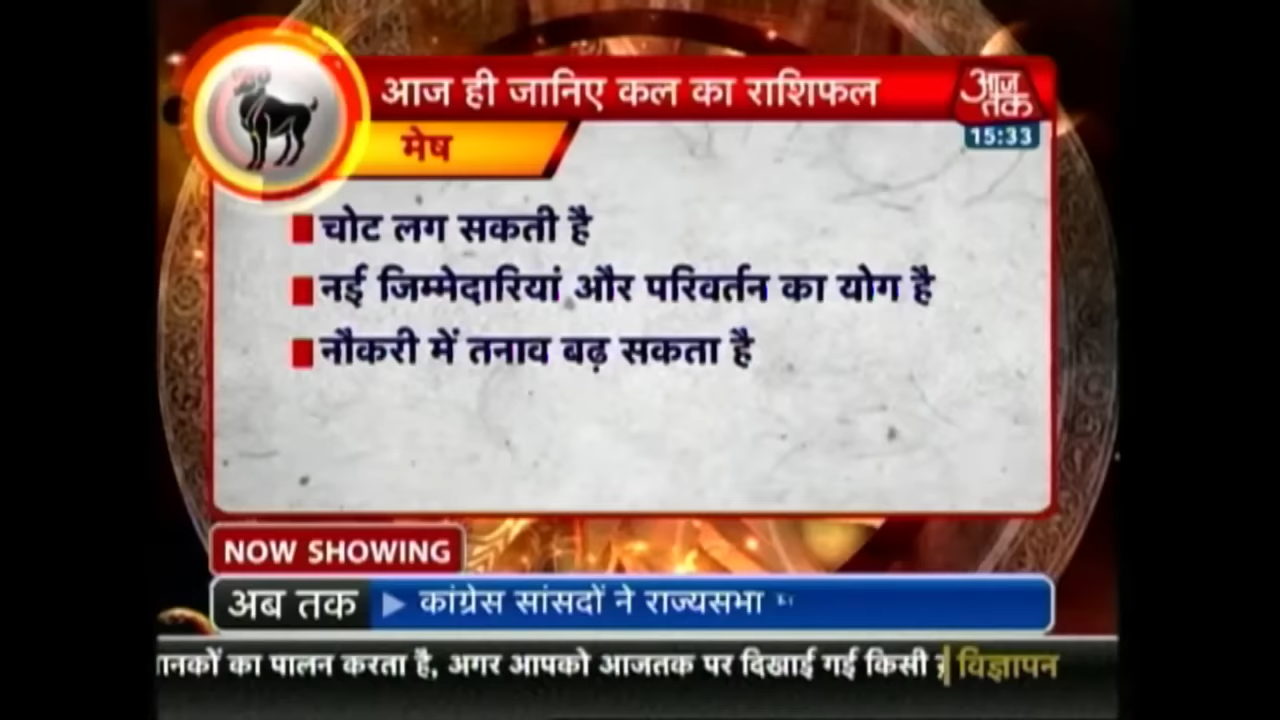 आज ही जानिए कल का राशिफल
आज तक
15:33
मेष
चोट लग सकती है
नई जिम्मेदारियां और परिवर्तन का योग है
नौकरी में तनाव बढ़ सकता है
NOW SHOWING
अब तक
कांग्रेस सांसदों ने राज्यसभा
का पालन करता है, अगर आपको आजतक पर दिखाई गई किसी
विज्ञापन